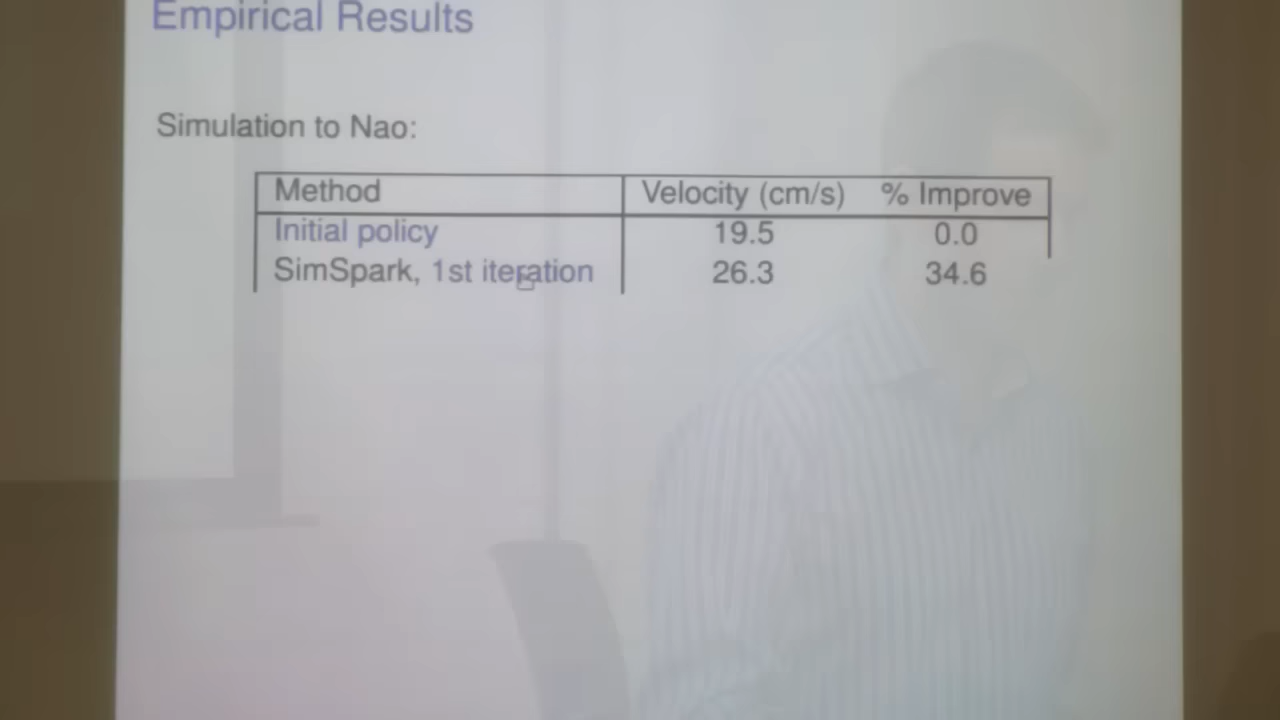 Empirical Results
Simulation to Nao:
Method Velocity (cm/s) % Improve
Initial policy 19.5 0.0
SimSpark, 1st iteration 26.3 34.6